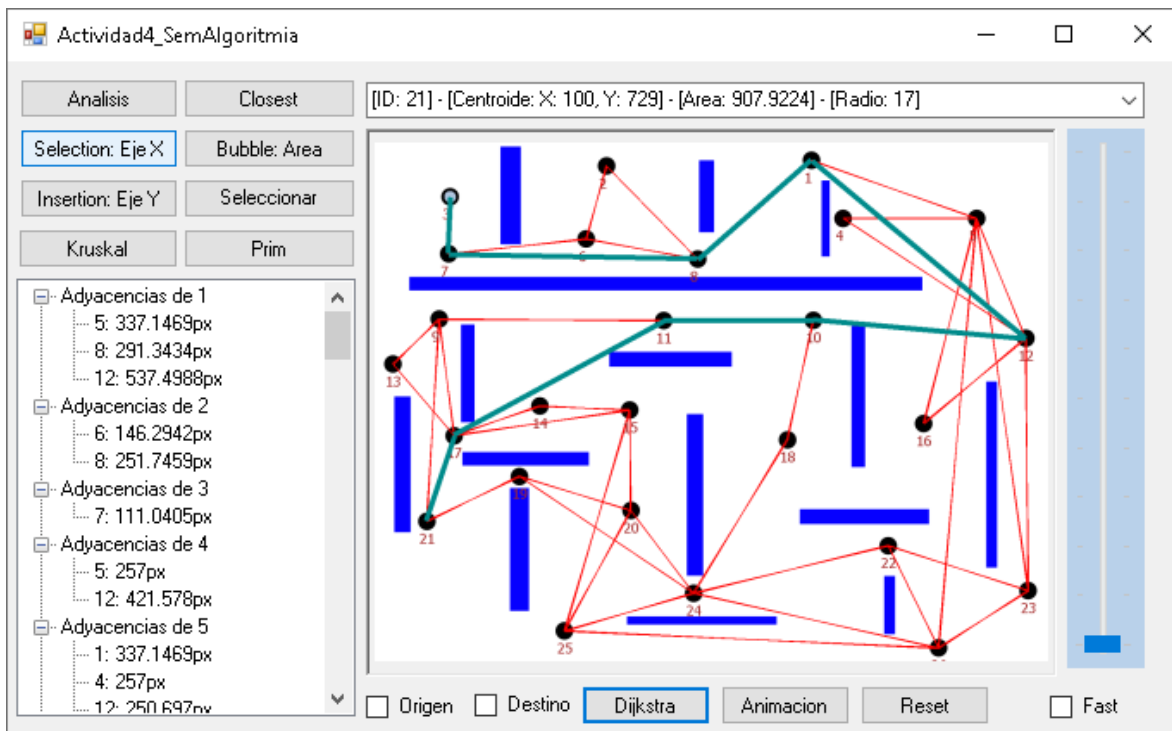 Actividad4_SemAlgoritmia
Analisis
Closest
[ID: 21] - [Centroide: X: 100, Y: 729] - [Area: 907.9224] - [Radio: 17]
Selection: Eje X
Bubble: Area
Insertion: Eje Y
Seleccionar
Kruskal
Prim
Adyacencias de 1
5: 337.1469px
8: 291.3434px
12: 537.4988px
Adyacencias de 2
6: 146.2942px
8: 251.7459px
Adyacencias de 3
7: 111.0405px
Adyacencias de 4
5: 257px
12: 421.578px
Adyacencias de 5
1: 337.1469px
4: 257px
12: 250.697px
1
2
3
4
6
7
8
9
10
11
12
13
14
15
16
17
18
19
20
21
22
23
24
25
Origen
Destino
Dijkstra
Animacion
Reset
Fast